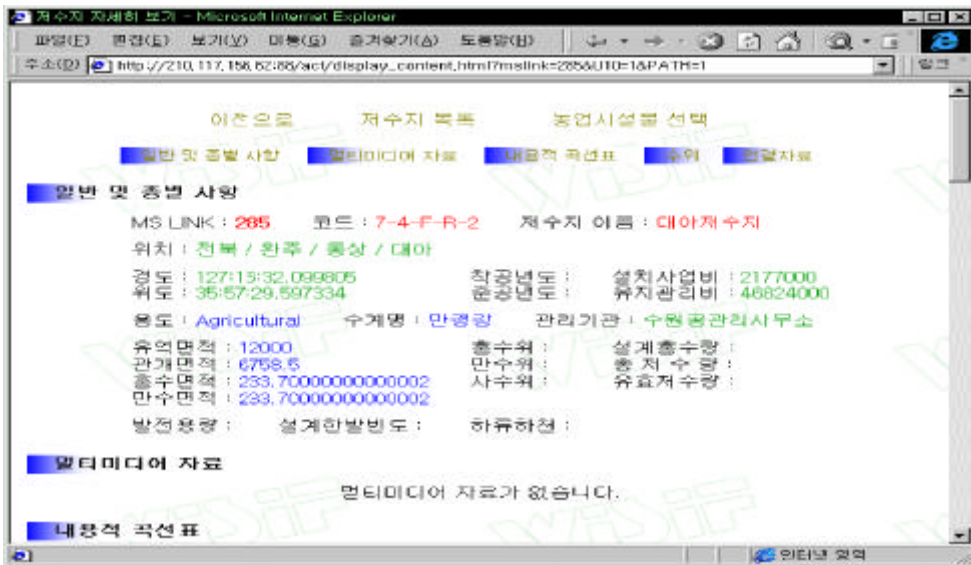 저수지 자세히 보기 - Microsoft Internet Explorer
파일(F) 편집(E) 보기(V) 이동(G) 즐겨찾기(A) 도움말(H)
주소(D) http://210.117.156.62:88/act/display_content.html?mslink=285&U10=1&PATH=1 링크
이전으로 저수지 목록 농업시설물 선택
일반 및 종별 사항 멀티미디어 자료 내용적 곡선표 수위 연결자료
일반 및 종별 사항
MS LINK : 285 코드 : 7-4-F-R-2 저수지 이름 : 대아저수지
위치 : 전북 / 완주 / 동상 / 대아
경도 : 127:15:32.099805 착공년도 : 설치사업비 : 2177000
위도 : 35:57:29.597334 준공년도 : 유지관리비 : 46824000
용도 : Agricultural 수계명 : 만경강 관리기관 : 수원공관리사무소
유역면적 : 12000 홍수위 : 설계홍수량 :
관개면적 : 6758.5 만수위 : 총 저 수 량 :
홍수면적 : 233.70000000000002 사수위 : 유효저수량 :
만수면적 : 233.70000000000002
발전용량 : 설계한발빈도 : 하류하천 :
멀티미디어 자료
멀티미디어 자료가 없습니다.
내용적 곡선표
인터넷 영역
WISIF